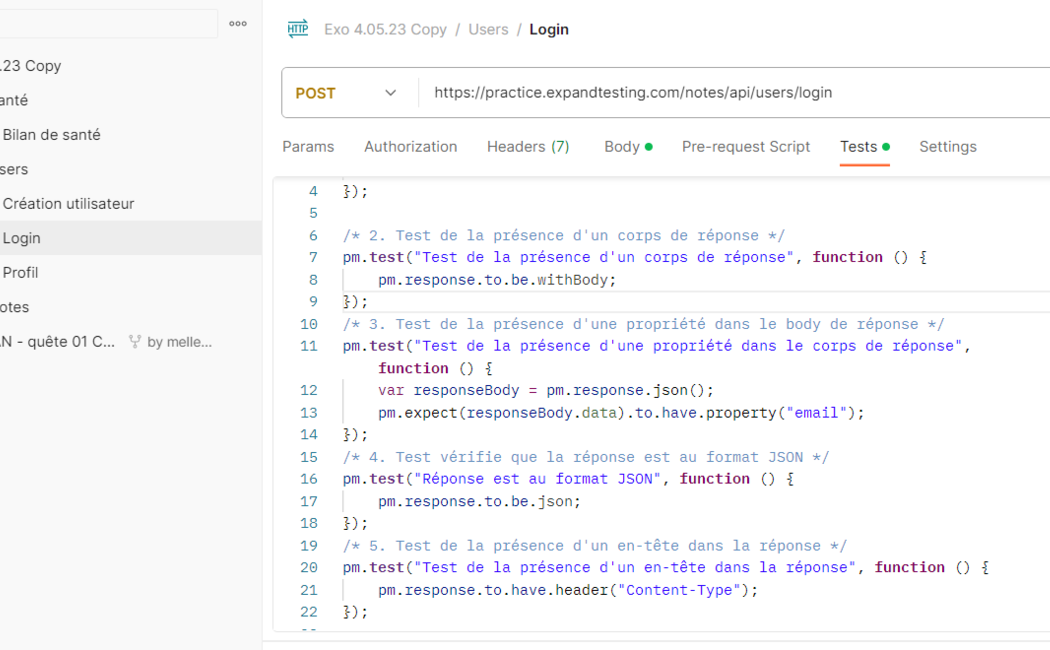 ooo
HTTP Exo 4.05.23 Copy / Users / Login
.23 Copy
anté
Bilan de santé
sers
Création utilisateur
Login
Profil
otes
N - quête 01 C... by melle...
POST https://practice.expandtesting.com/notes/api/users/login
Params Authorization Headers (7) Body Pre-request Script Tests Settings
4 });
5
6 /* 2. Test de la présence d'un corps de réponse */
7 pm.test("Test de la présence d'un corps de réponse", function () {
8 pm.response.to.be.withBody;
9 });
10 /* 3. Test de la présence d'une propriété dans le body de réponse */
11 pm.test("Test de la présence d'une propriété dans le corps de réponse",
function () {
12 var responseBody = pm.response.json();
13 pm.expect(responseBody.data).to.have.property("email");
14 });
15 /* 4. Test vérifie que la réponse est au format JSON */
16 pm.test("Réponse est au format JSON", function () {
17 pm.response.to.be.json;
18 });
19 /* 5. Test de la présence d'un en-tête dans la réponse */
20 pm.test("Test de la présence d'un en-tête dans la réponse", function () {
21 pm.response.to.have.header("Content-Type");
22 });